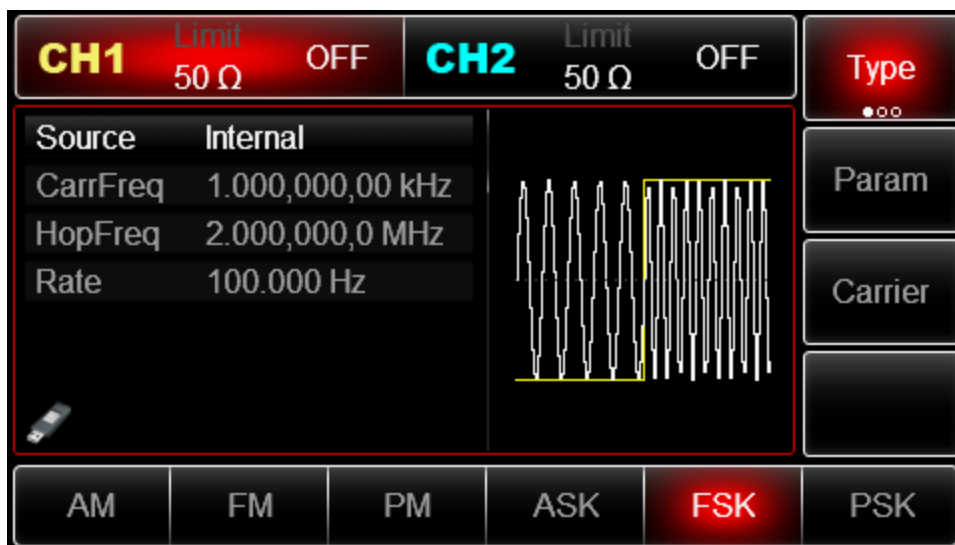 CH1 Limit 50 Ω OFF CH2 Limit 50 Ω OFF Type
Source Internal
CarrFreq 1.000,000,00 kHz Param
HopFreq 2.000,000,0 MHz
Rate 100.000 Hz Carrier
AM FM PM ASK FSK PSK